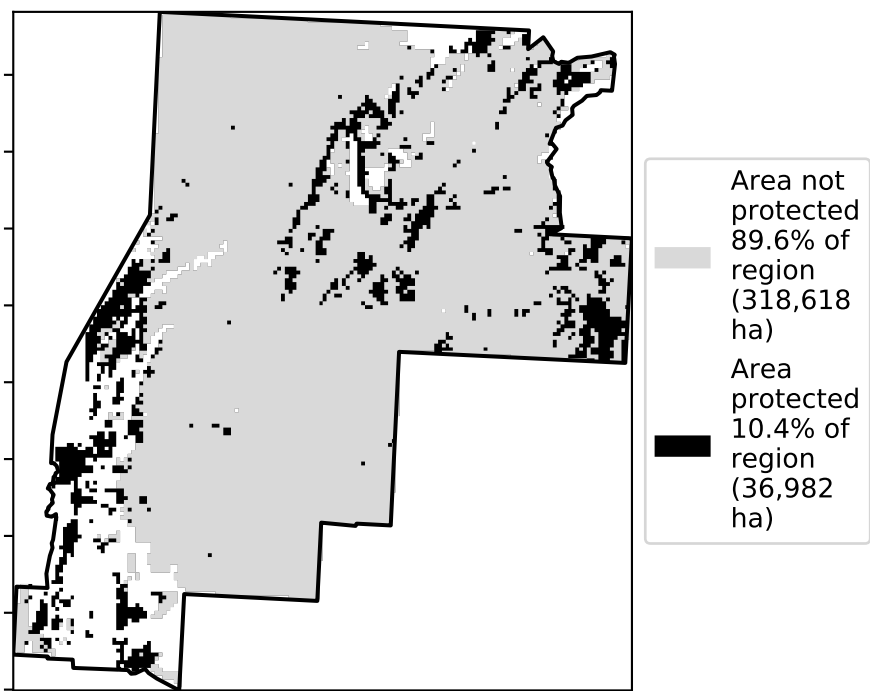 Area not
protected
89.6% of
region
(318,618
ha)
Area
protected
10.4% of
region
(36,982
ha)